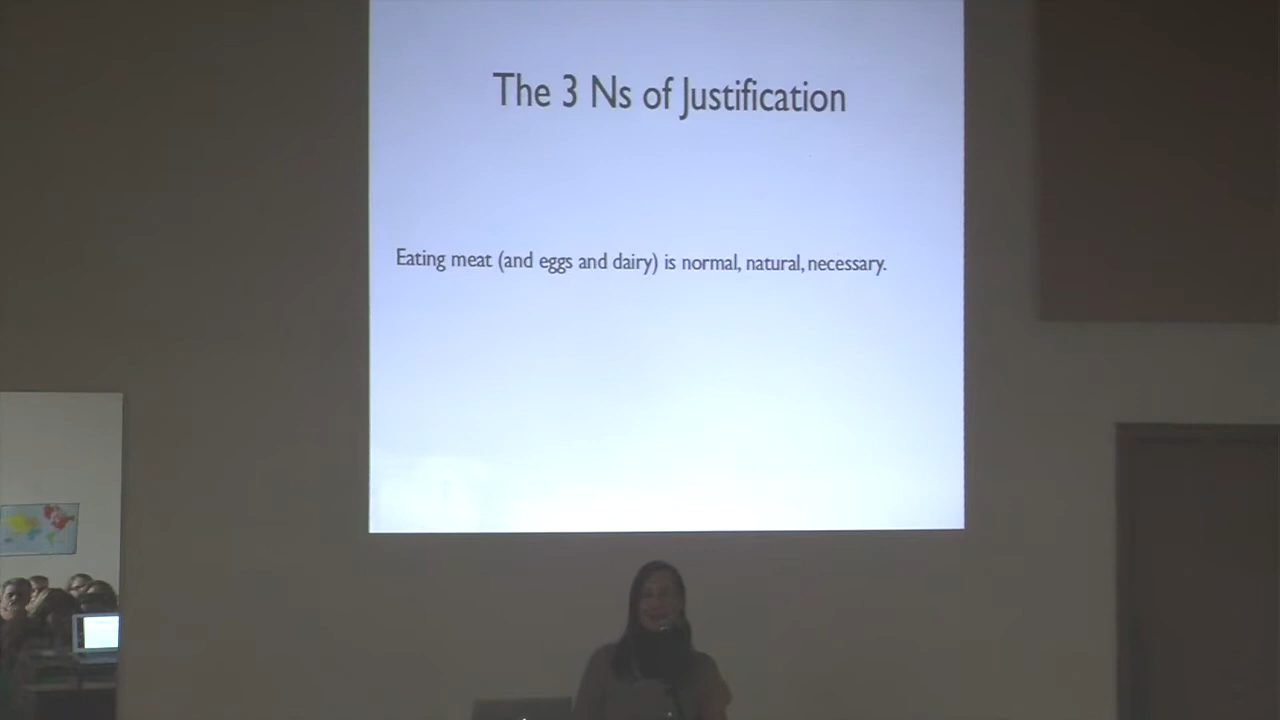 The 3 Ns of Justification
Eating meat (and eggs and dairy) is normal, natural, necessary.